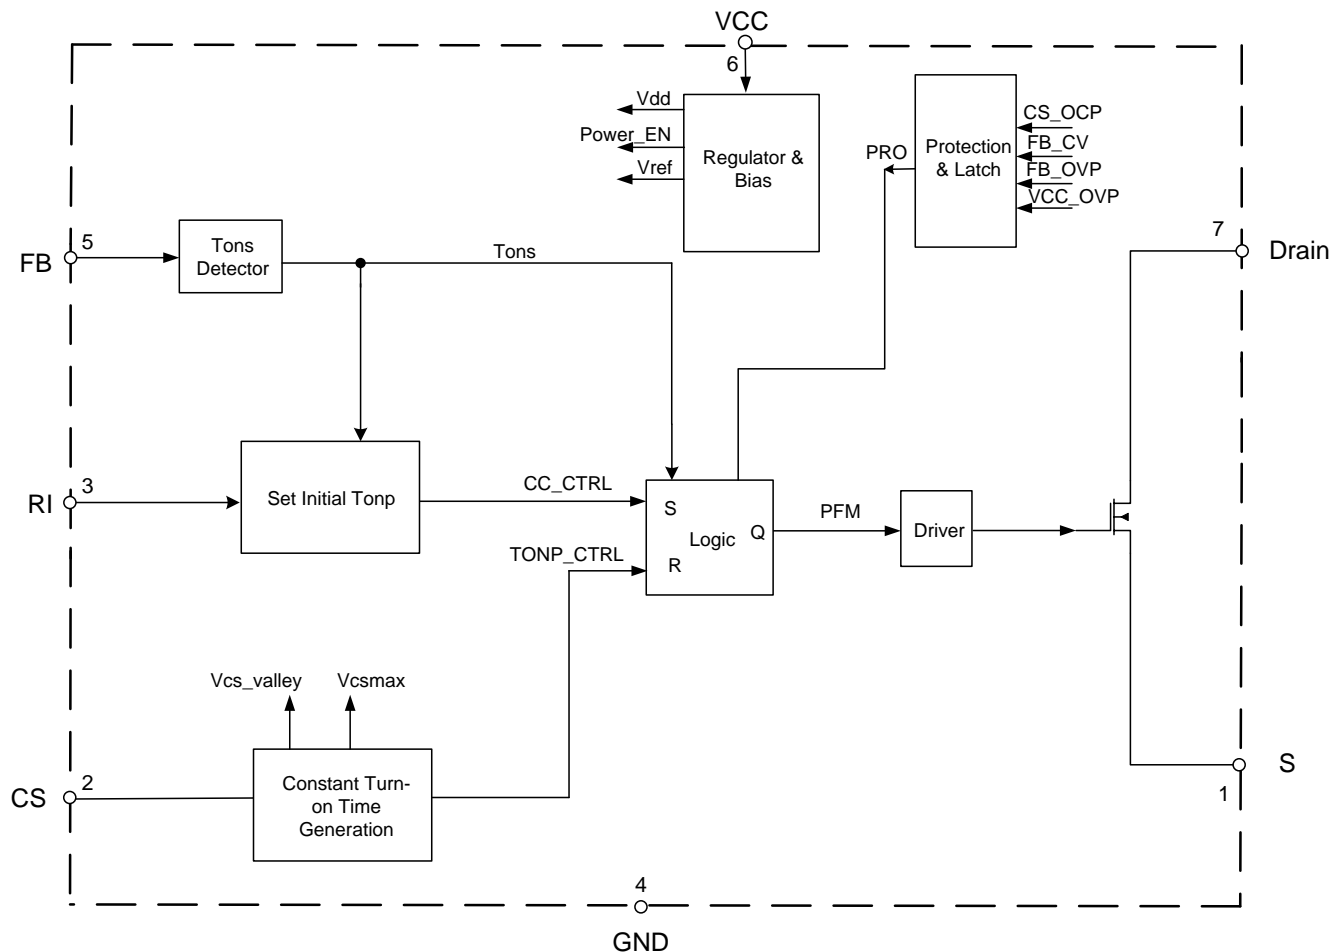 VCC
6
Vdd
Power_EN
Vref
Regulator &
Bias
PRO
Protection
& Latch
CS_OCP
FB_CV
FB_OVP
VCC_OVP
FB
5
Tons
Detector
Tons
7
Drain
RI
3
Set Initial Tonp
CC_CTRL
TONP_CTRL
S
R
Logic
Q
PFM
Driver
Vcs_valley
Vcsmax
CS
2
Constant Turn-
on Time
Generation
S
1
4
GND